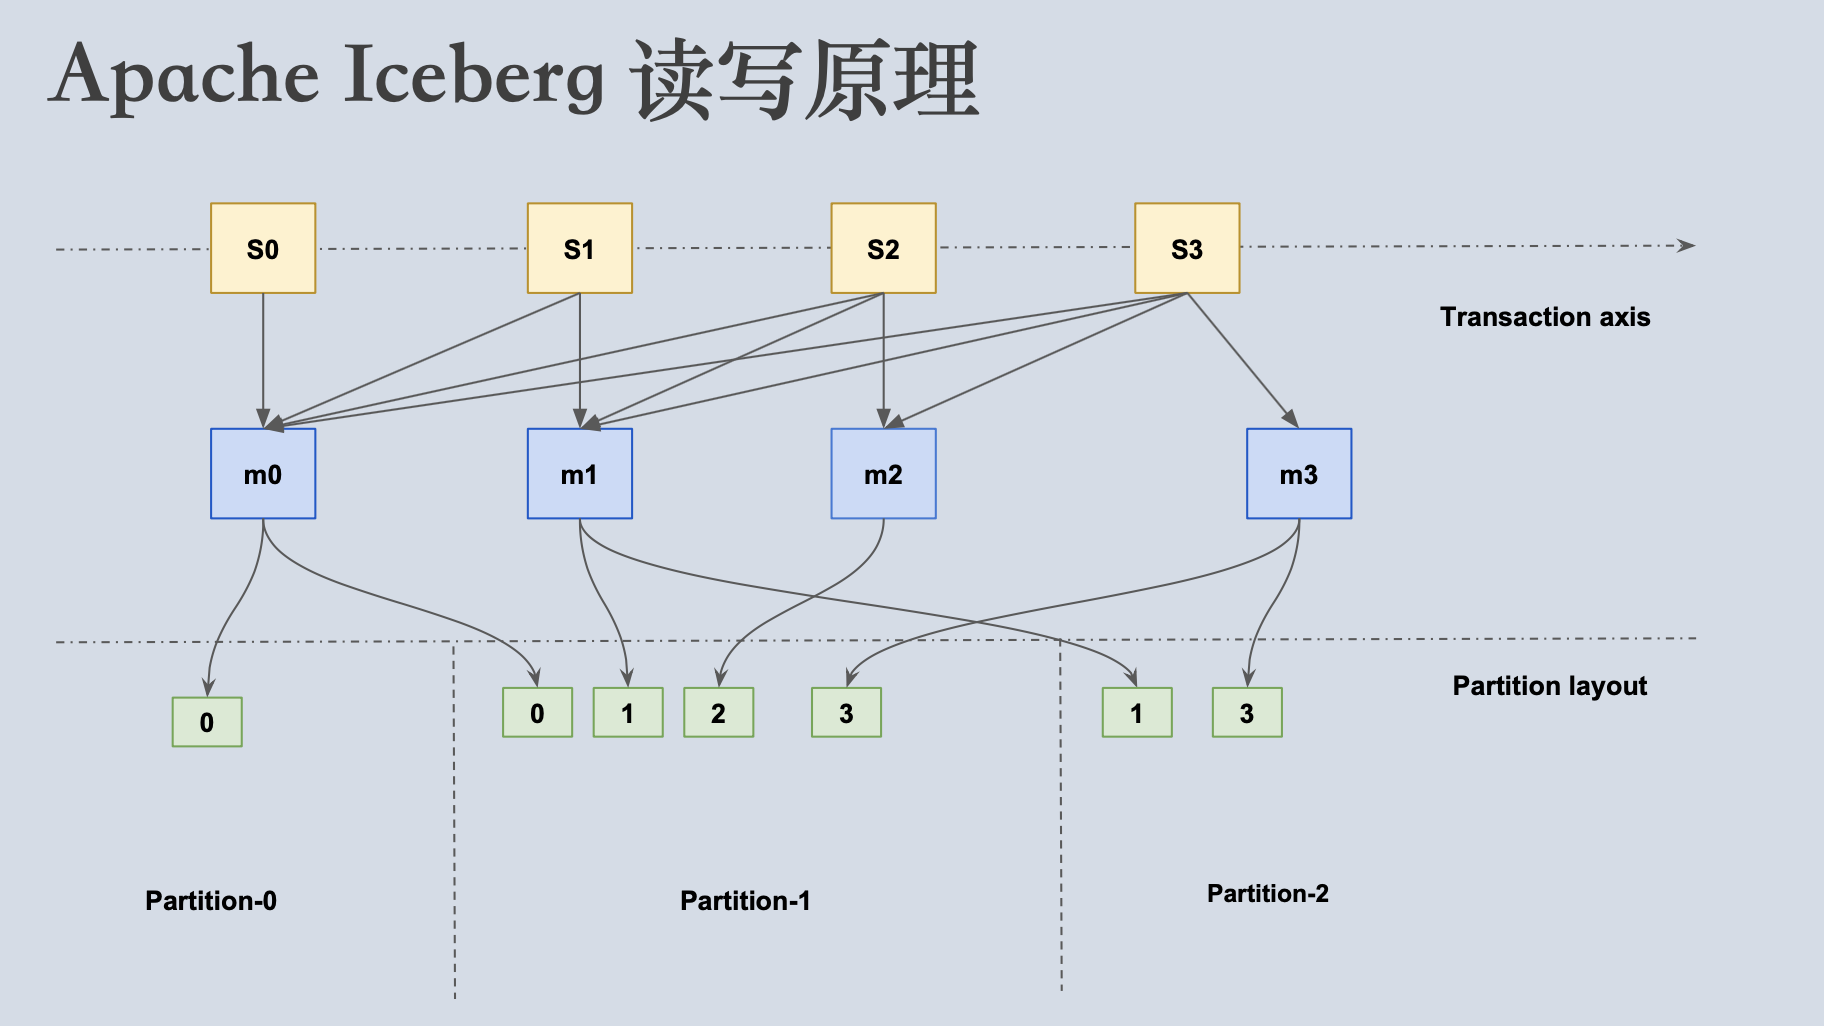 Apache Iceberg 读写原理
S0
S1
S2
S3
Transaction axis
m0
m1
m2
m3
Partition layout
0
0
1
2
3
1
3
Partition-0
Partition-1
Partition-2